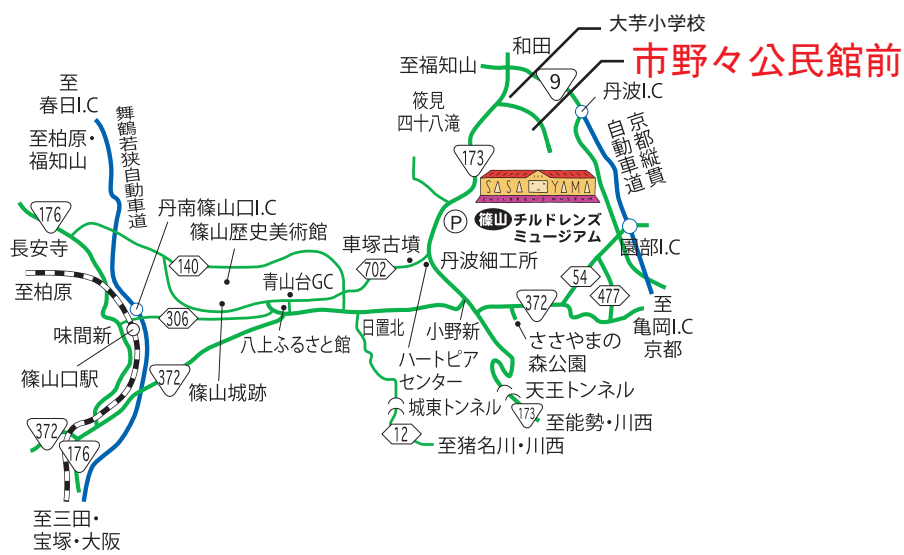 大芋小学校
和田
市野々公民館前
至福知山
9
丹波I.C
至
春日I.C
舞鶴若狭自動車道
篠見
四十八滝
京都縦貫
自動車道
至柏原・
福知山
173
SASAYAMA
CHILDREN'S MUSEUM
176
丹南篠山口I.C
P
篠山 チルドレンズ
ミュージアム
篠山歴史美術館
長安寺
車塚古墳
園部I.C
140
702
丹波細工所
至柏原
青山台GC
54
477
372
306
至
亀岡I.C
京都
味間新
八上ふるさと館
日置北
小野新
ささやまの
森公園
ハートピア
センター
篠山口駅
372
篠山城跡
天王トンネル
城東トンネル
173
至能勢・川西
372
176
12
至猪名川・川西
至三田・
宝塚・大阪